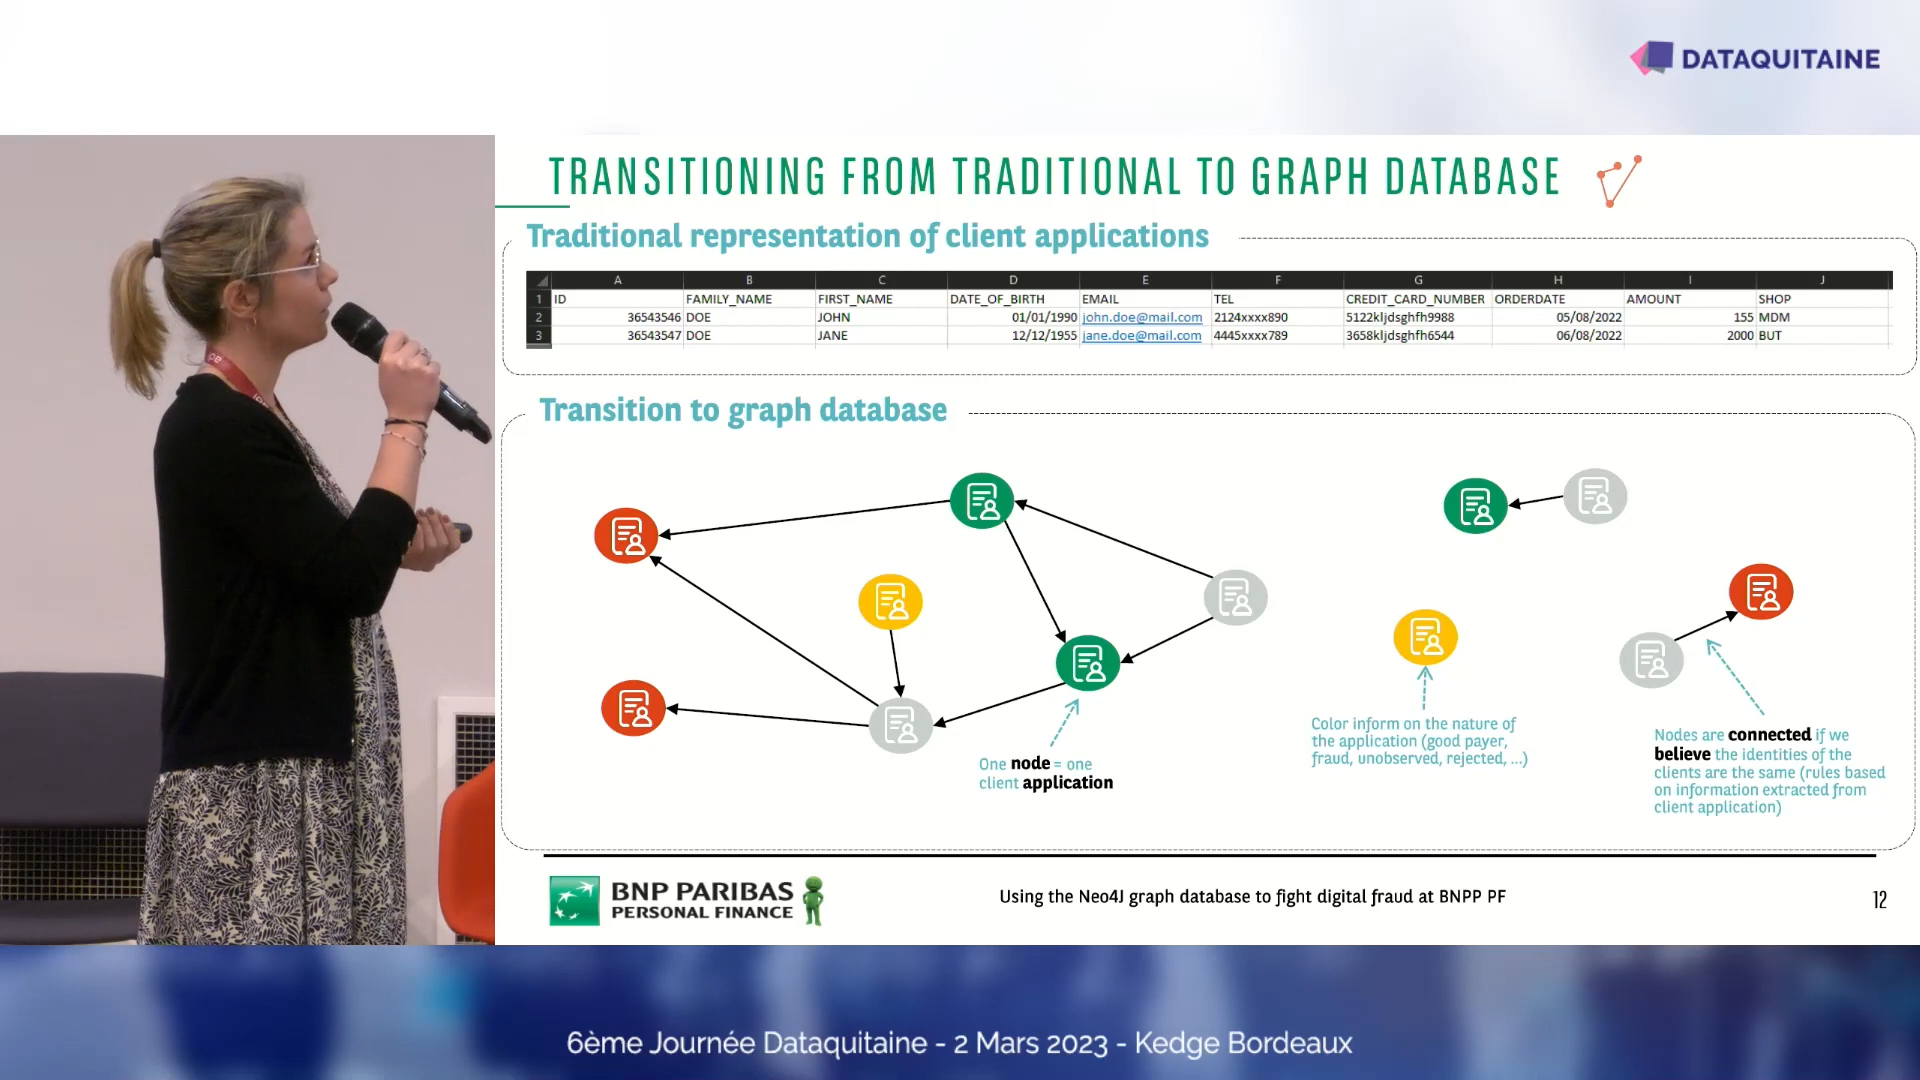 DATAQUITAINE
TRANSITIONING FROM TRADITIONAL TO GRAPH DATABASE
Traditional representation of client applications
A B C D E F G H I J
1 ID FAMILY_NAME FIRST_NAME DATE_OF_BIRTH EMAIL TEL CREDIT_CARD_NUMBER ORDERDATE AMOUNT SHOP
2 36543546 DOE JOHN 01/01/1990 john.doe@mail.com 2124xxxx890 5122kljdsghfh9988 05/08/2022 155 MDM
3 36543547 DOE JANE 12/12/1955 jane.doe@mail.com 4445xxxx789 3658kljdsghfh6544 06/08/2022 2000 BUT
Transition to graph database
One node = one
client application
Color inform on the nature of
the application (good payer,
fraud, unobserved, rejected, ...)
Nodes are connected if we
believe the identities of the
clients are the same (rules based
on information extracted from
client application)
BNP PARIBAS
PERSONAL FINANCE
Using the Neo4J graph database to fight digital fraud at BNPP PF
12
6ème Journée Dataquitaine - 2 Mars 2023 - Kedge Bordeaux